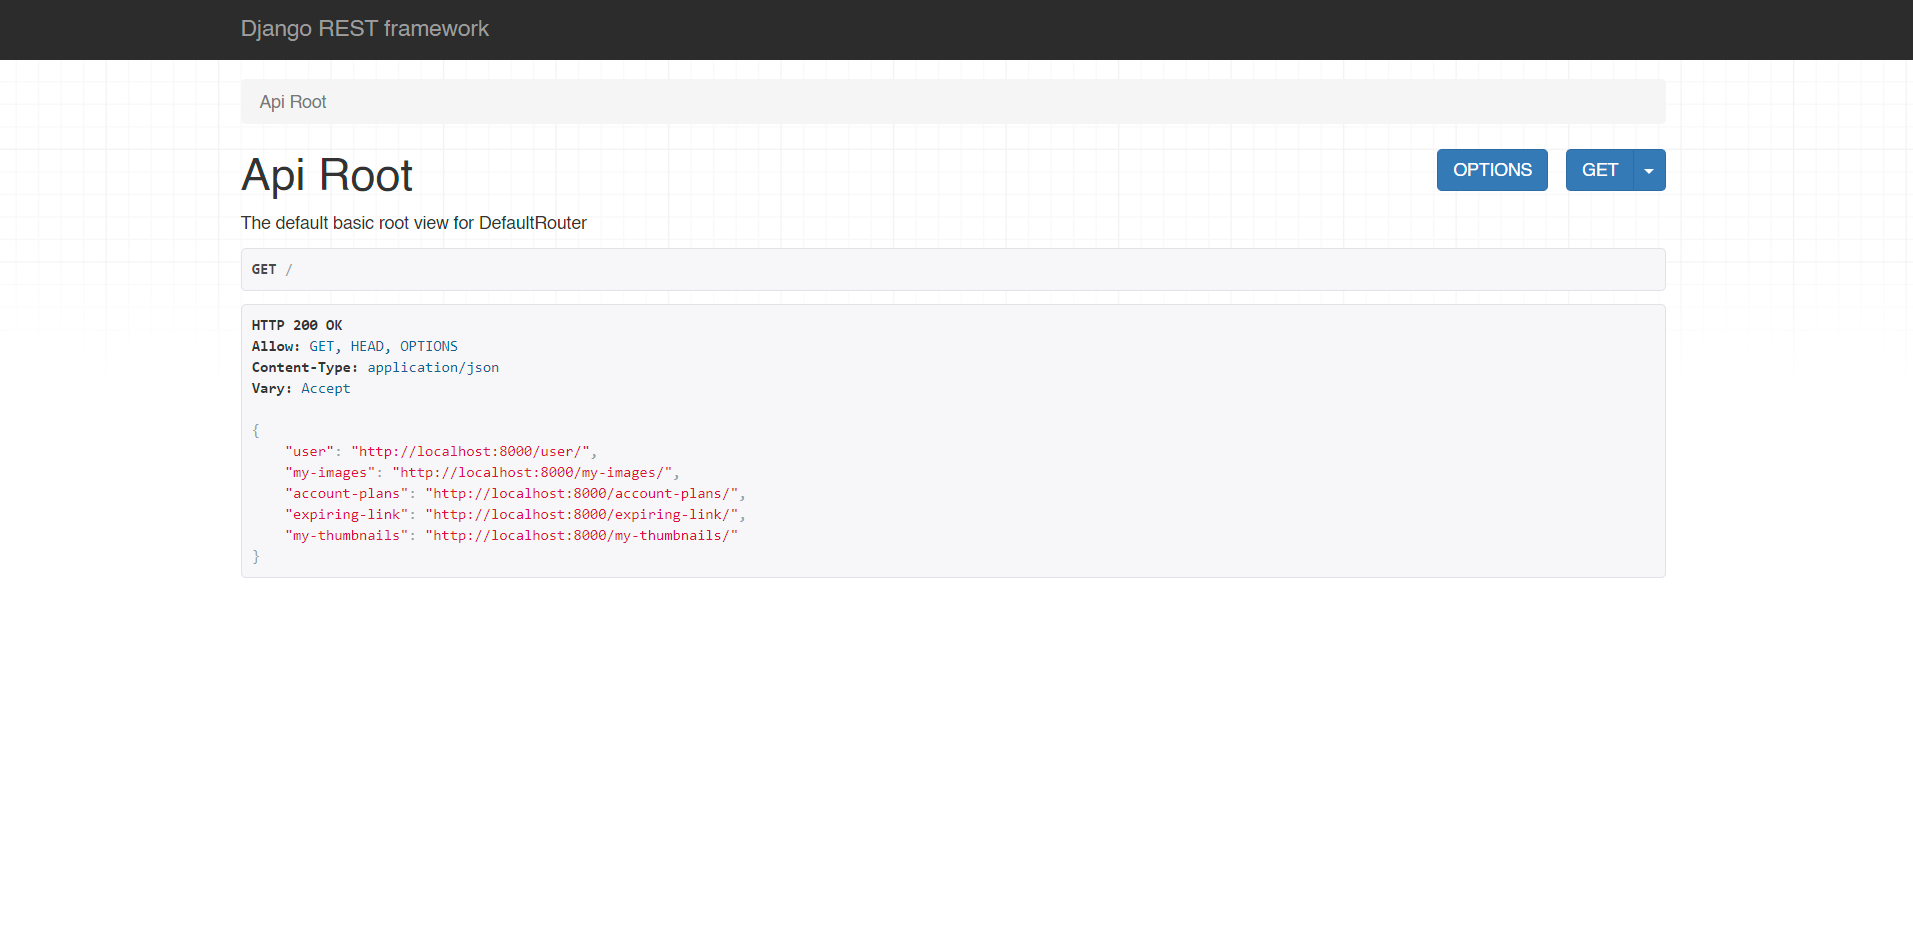 Django REST framework
Api Root
Api Root
OPTIONS
GET
The default basic root view for DefaultRouter
GET /
HTTP 200 OK
Allow: GET, HEAD, OPTIONS
Content-Type: application/json
Vary: Accept
{
    "user": "http://localhost:8000/user/",
    "my-images": "http://localhost:8000/my-images/",
    "account-plans": "http://localhost:8000/account-plans/",
    "expiring-link": "http://localhost:8000/expiring-link/",
    "my-thumbnails": "http://localhost:8000/my-thumbnails/"
}